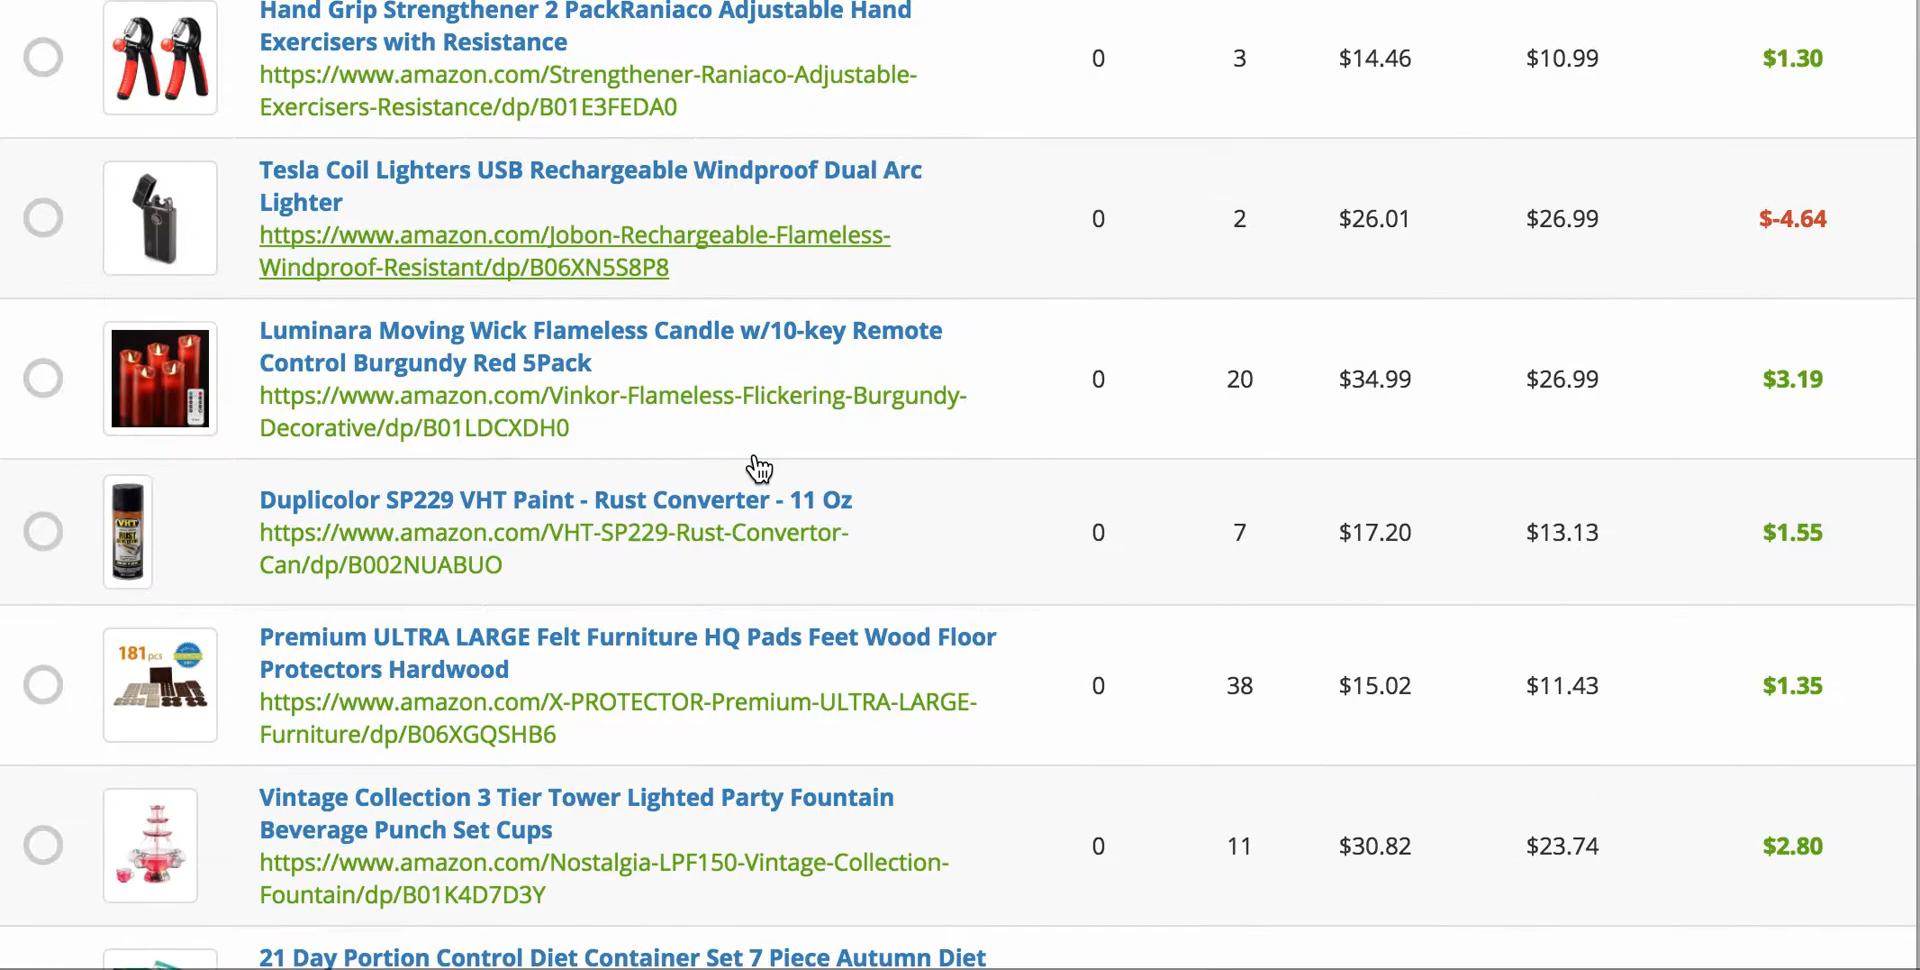 Hand Grip Strengthener 2 PackRaniaco Adjustable Hand
Exercisers with Resistance
https://www.amazon.com/Strengthener-Raniaco-Adjustable-
Exercisers-Resistance/dp/B01E3FEDA0
0 3 $14.46 $10.99 $1.30
Tesla Coil Lighters USB Rechargeable Windproof Dual Arc
Lighter
https://www.amazon.com/Jobon-Rechargeable-Flameless-
Windproof-Resistant/dp/B06XN5S8P8
0 2 $26.01 $26.99 $-4.64
Luminara Moving Wick Flameless Candle w/10-key Remote
Control Burgundy Red 5Pack
https://www.amazon.com/Vinkor-Flameless-Flickering-Burgundy-
Decorative/dp/B01LDCXDH0
0 20 $34.99 $26.99 $3.19
VHT
RUST
Duplicolor SP229 VHT Paint - Rust Converter - 11 Oz
https://www.amazon.com/VHT-SP229-Rust-Convertor-
Can/dp/B002NUABUO
0 7 $17.20 $13.13 $1.55
181pcs
Premium ULTRA LARGE Felt Furniture HQ Pads Feet Wood Floor
Protectors Hardwood
https://www.amazon.com/X-PROTECTOR-Premium-ULTRA-LARGE-
Furniture/dp/B06XGQSHB6
0 38 $15.02 $11.43 $1.35
Vintage Collection 3 Tier Tower Lighted Party Fountain
Beverage Punch Set Cups
https://www.amazon.com/Nostalgia-LPF150-Vintage-Collection-
Fountain/dp/B01K4D7D3Y
0 11 $30.82 $23.74 $2.80
21 Day Portion Control Diet Container Set 7 Piece Autumn Diet